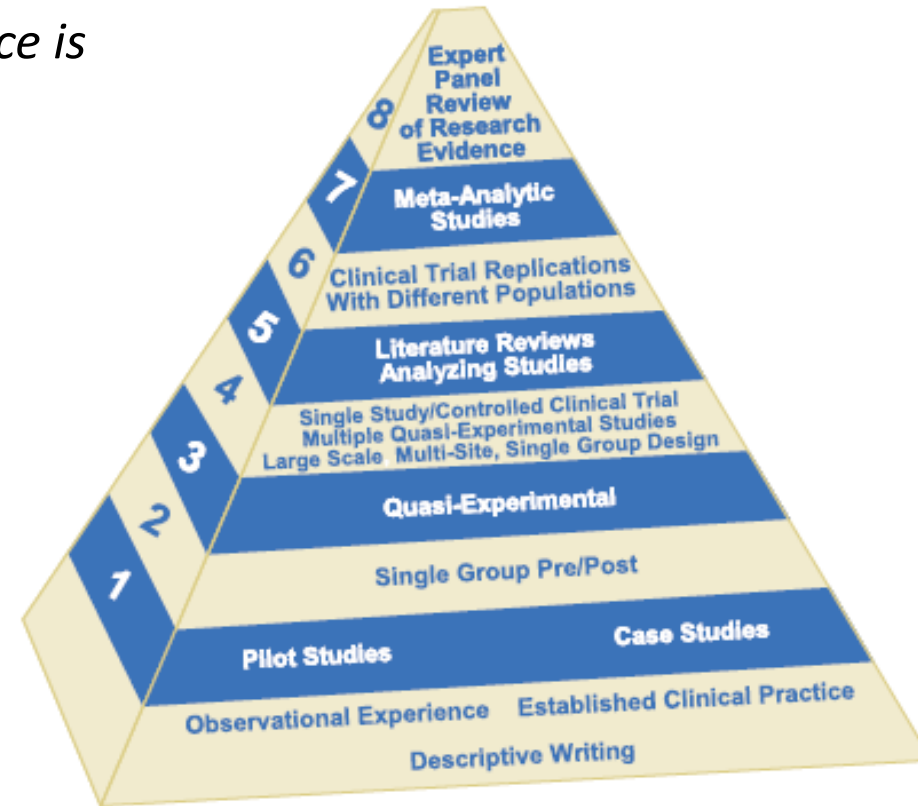 ce is
8
Expert
Panel
Review
of Research
Evidence
7
Meta-Analytic
Studies
6
Clinical Trial Replications
With Different Populations
5
Literature Reviews
Analyzing Studies
4
Single Study/Controlled Clinical Trial
Multiple Quasi-Experimental Studies
Large Scale, Multi-Site, Single Group Design
3
Quasi-Experimental
2
Single Group Pre/Post
1
Pilot Studies Case Studies
Observational Experience Established Clinical Practice
Descriptive Writing